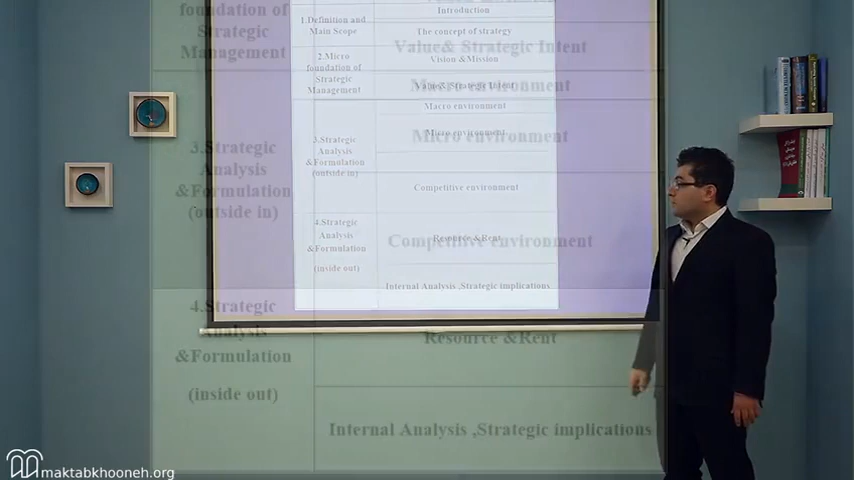 Introduction
1.Definition and
Main Scope
The concept of strategy
Vision &Mission
2.Micro
foundation of
Strategic
Management
Value& Strategic Intent
Macro environment
Micro environment
3.Strategic
Analysis
&Formulation
(outside in)
Competitive environment
4.Strategic
Analysis
&Formulation
(inside out)
Resource &Rent
Internal Analysis ,Strategic implications
foundation of
Strategic
Management
Value& Strategic Intent
environment
Micro environment
3.Strategic
Analysis
&Formulation
(outside in)
Competitive environment
4.Strategic
Analysis
&Formulation
(inside out)
Resource &Rent
Internal Analysis ,Strategic implications
maktabkhooneh.org